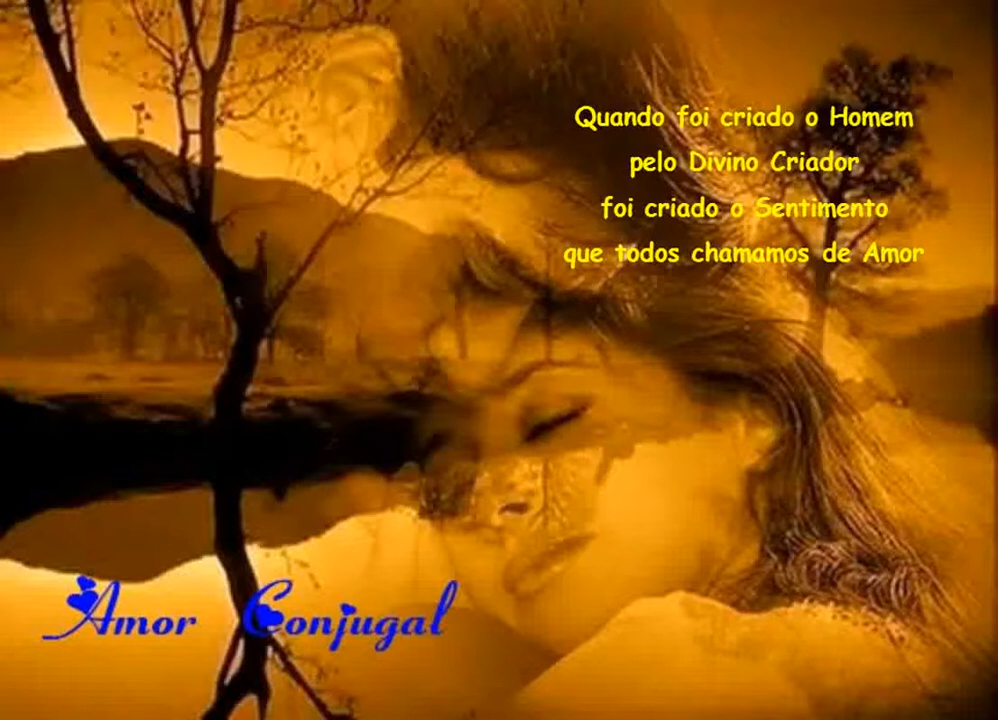 Quando foi criado o Homem
pelo Divino Criador
foi criado o Sentimento
que todos chamamos de Amor
Amor Conjugal